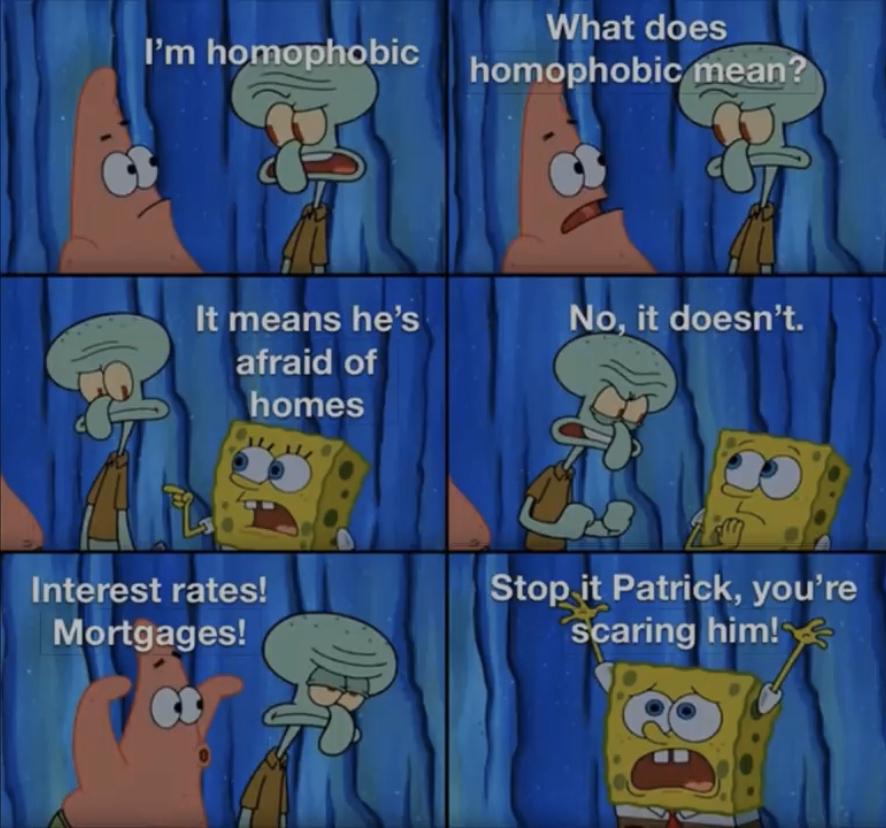 I'm homophobic
What does
homophobic mean?
It means he's
afraid of
homes
No, it doesn't.
Interest rates!
Mortgages!
Stop it Patrick, you're
scaring him!